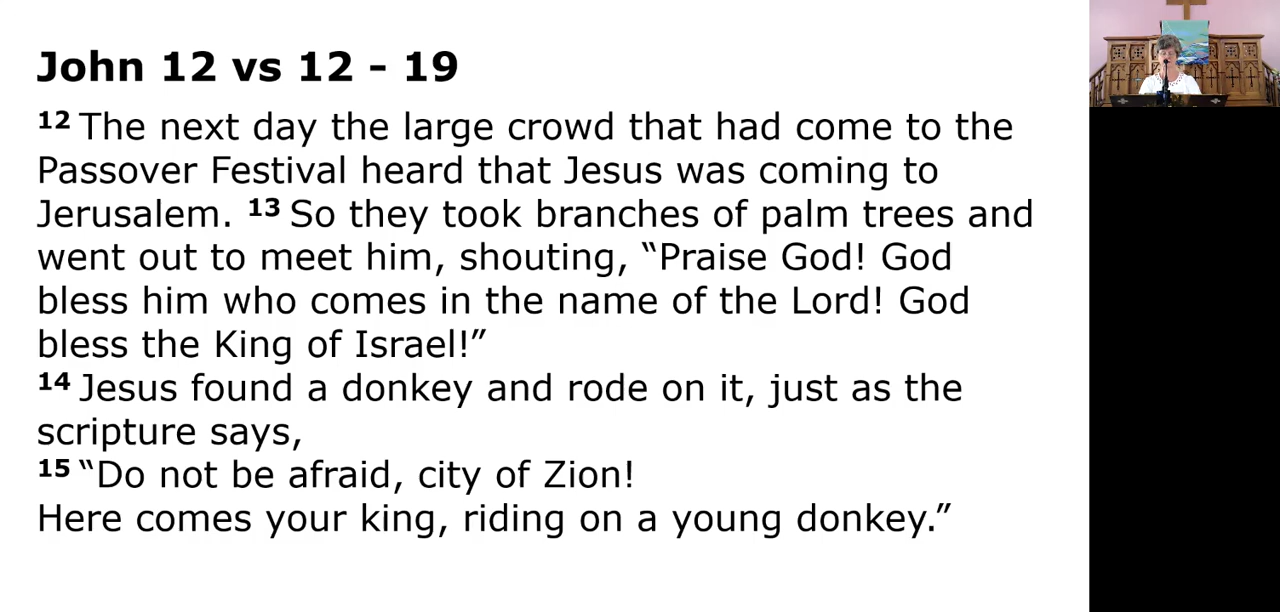 John 12 vs 12 - 19
12 The next day the large crowd that had come to the
Passover Festival heard that Jesus was coming to
Jerusalem. 13 So they took branches of palm trees and
went out to meet him, shouting, “Praise God! God
bless him who comes in the name of the Lord! God
bless the King of Israel!”
14 Jesus found a donkey and rode on it, just as the
scripture says,
15 “Do not be afraid, city of Zion!
Here comes your king, riding on a young donkey.”